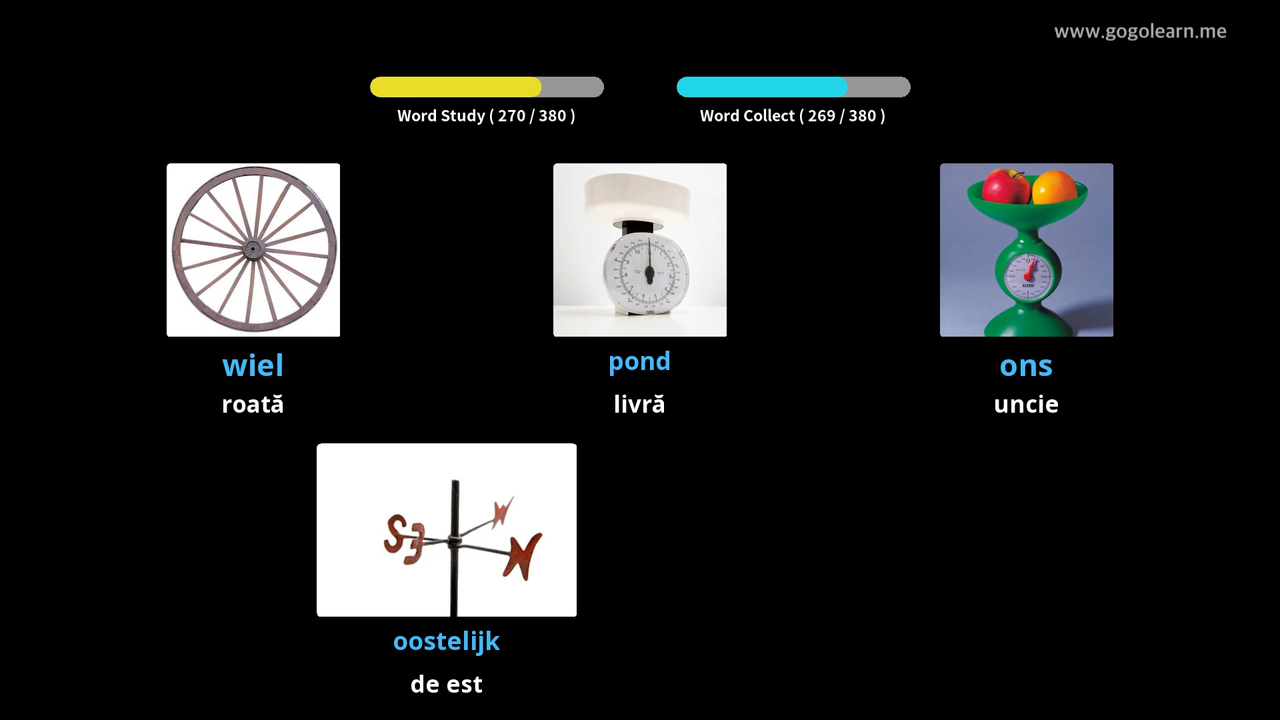 www.gogolearn.me
Word Study ( 270 / 380 )
Word Collect ( 269 / 380 )
wiel
pond
ons
roată
livră
uncie
S E N
oostelijk
de est